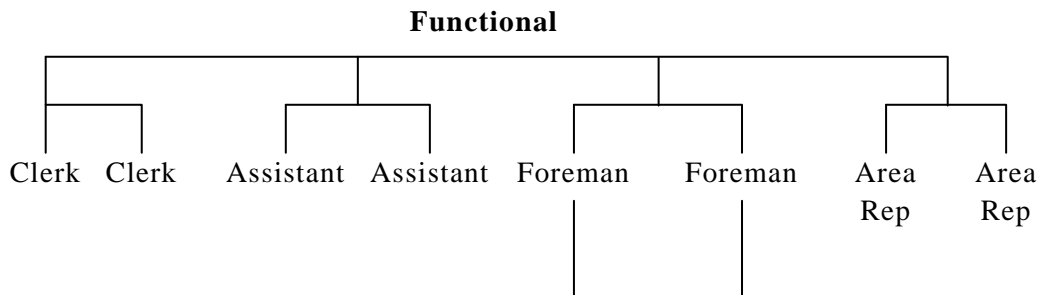 Functional
Clerk Clerk Assistant Assistant Foreman Foreman Area Area
Rep Rep